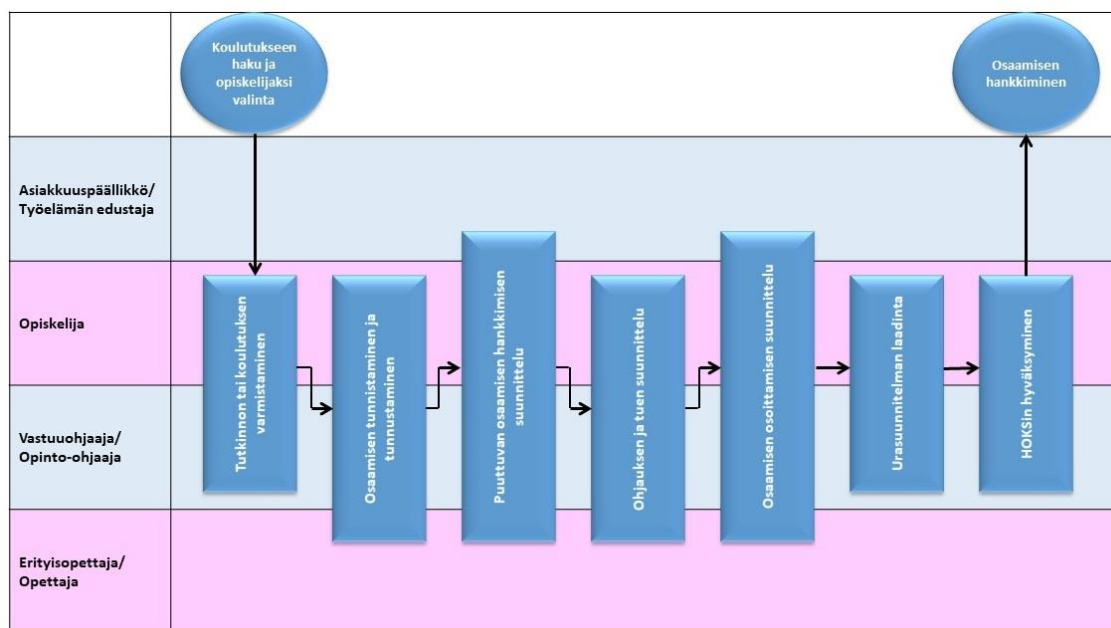 Koulutukseen
haku ja
opiskelijaksi
valinta
Osaamisen
hankkiminen
Asiakkuuspäällikkö/
Työelämän edustaja
Opiskelija
Vastuuohjaaja/
Opinto-ohjaaja
Erityisopettaja/
Opettaja
Tutkinnon tai koulutuksen
varmistaminen
Osaamisen tunnistaminen ja
tunnustaminen
Puuttuvan osaamisen hankkimisen
suunnittelu
Ohjauksen ja tuen suunnittelu
Osaamisen osoittamisen suunnittelu
Urasuunnitelman laadinta
HOKSin hyväksyminen